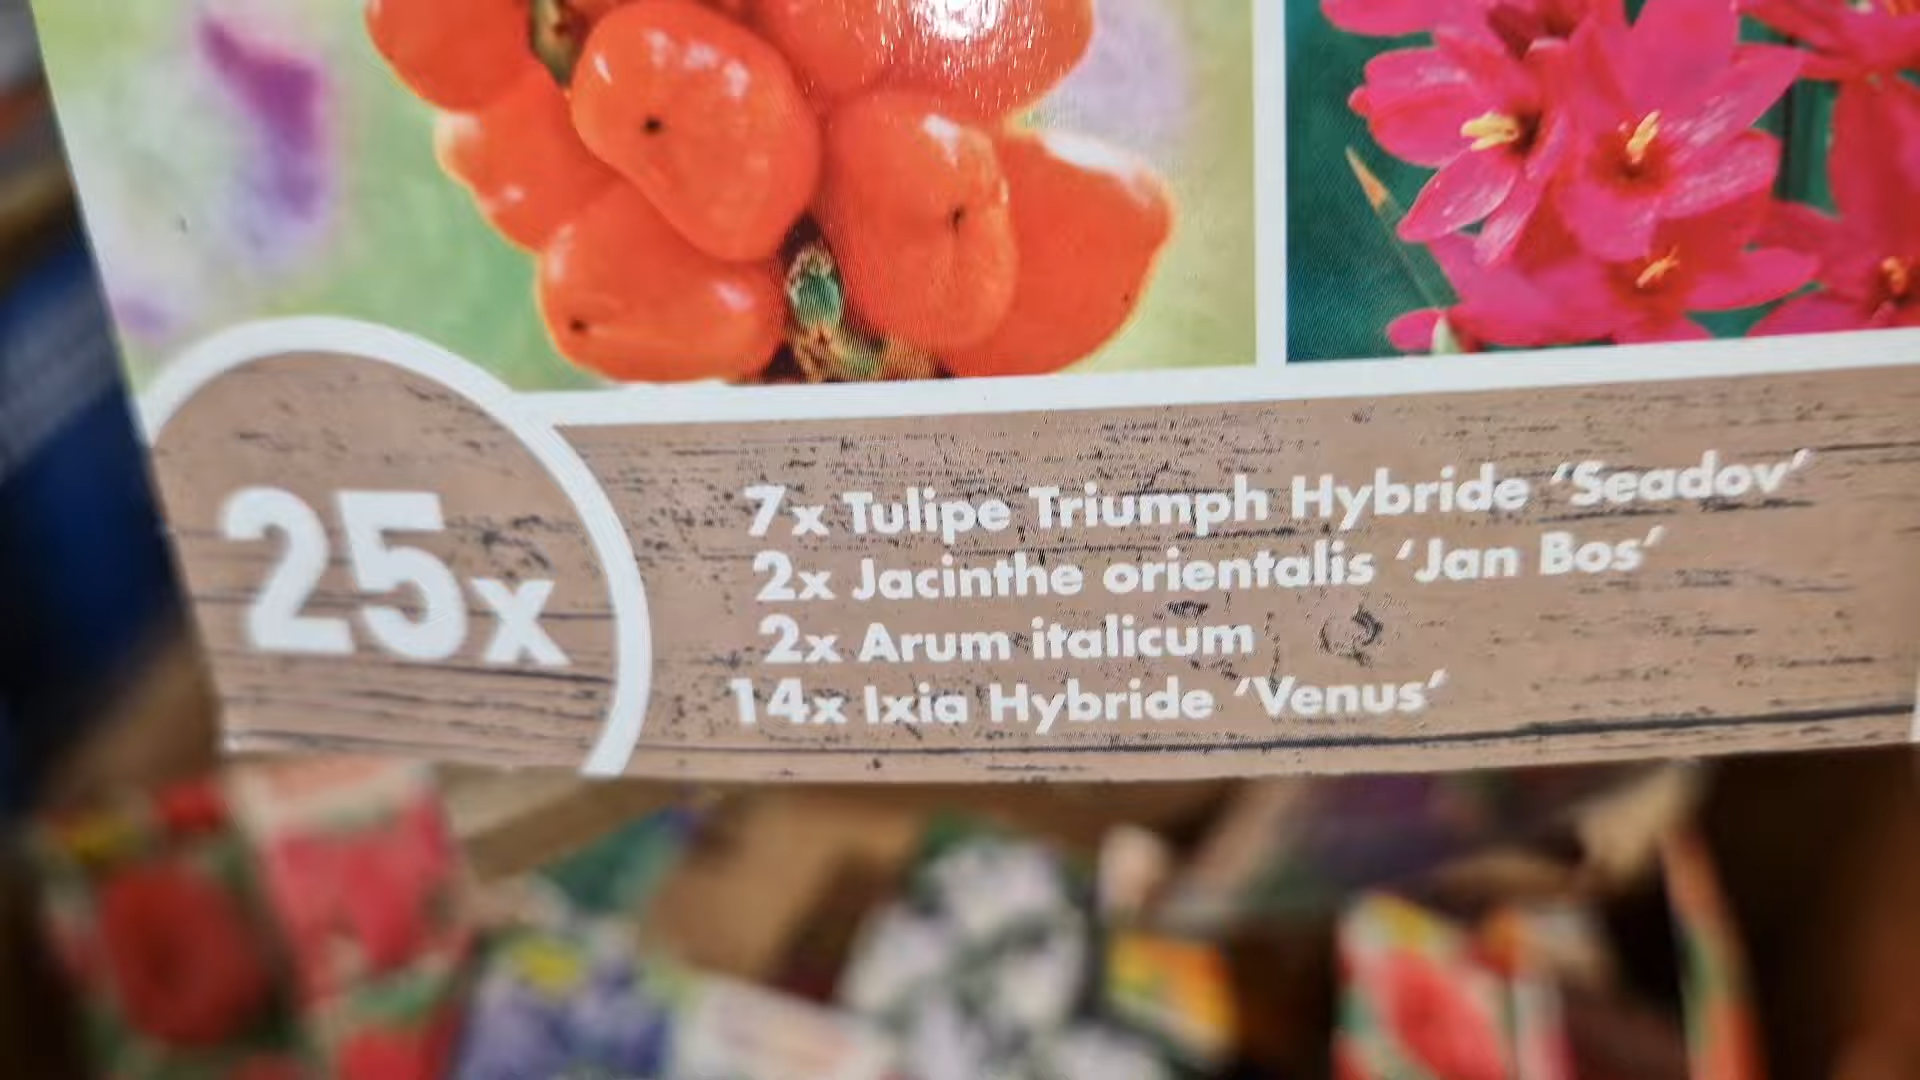 25x
7x Tulipe Triumph Hybride ‘Seadov’
2x Jacinthe orientalis ‘Jan Bos’
2x Arum italicum
14x Ixia Hybride ‘Venus’